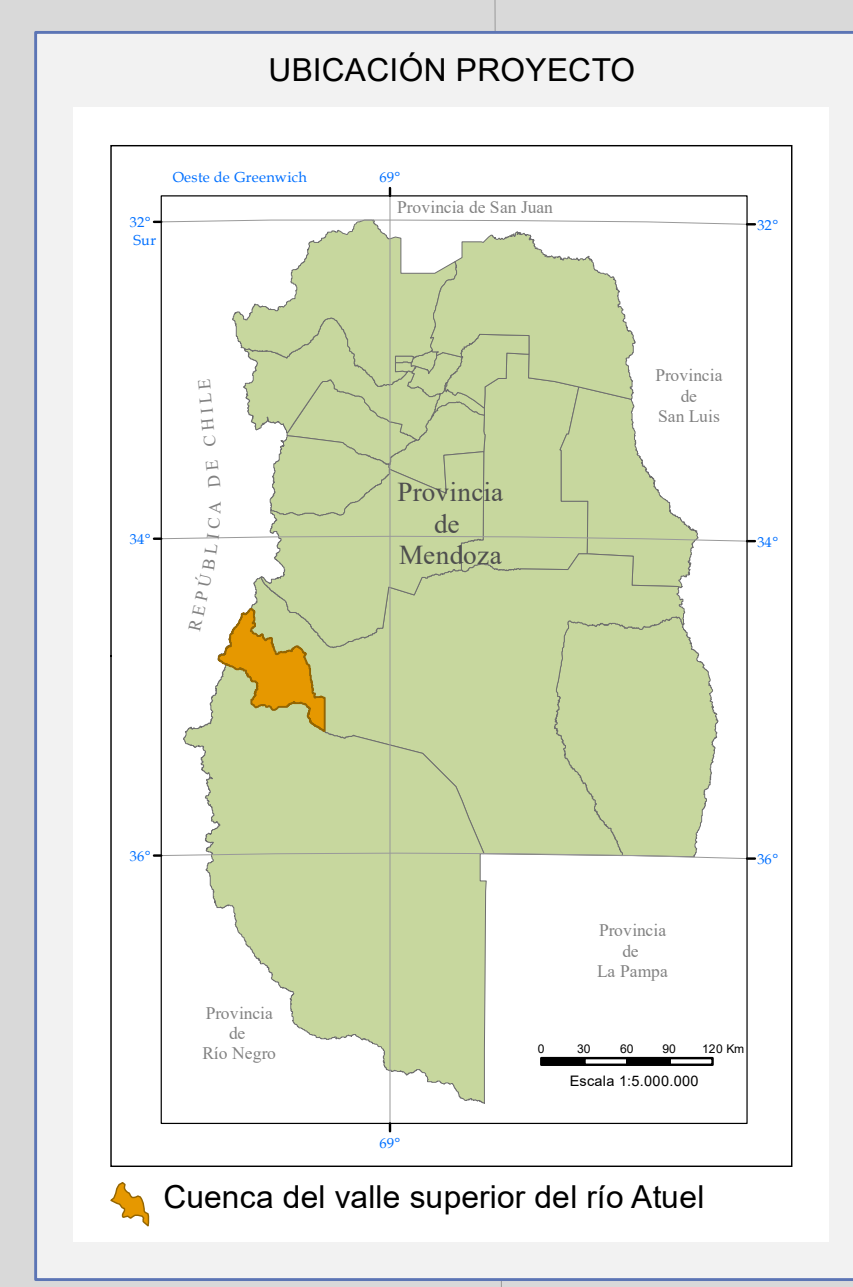 UBICACIÓN PROYECTO
Oeste de Greenwich
69°
Provincia de San Juan
32°
Sur
32°
REPÚBLICA DE CHILE
Provincia
de
San Luis
Provincia
de
Mendoza
34°
34°
36°
36°
Provincia
de
La Pampa
Provincia
de
Río Negro
0 30 60 90 120 Km
Escala 1:5.000.000
69°
Cuenca del valle superior del río Atuel